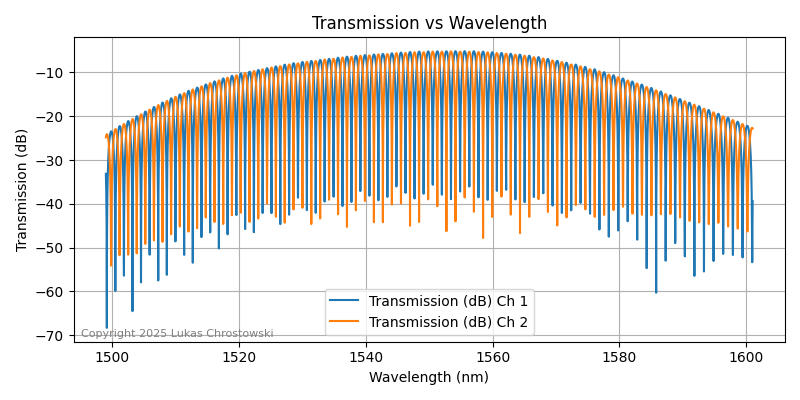 Transmission vs Wavelength
Transmission (dB)
−10
−20
−30
−40
−50
−60
−70
Transmission (dB) Ch 1
Transmission (dB) Ch 2
Copyright 2025 Lukas Chrostowski
1500
1520
1540
1560
1580
1600
Wavelength (nm)